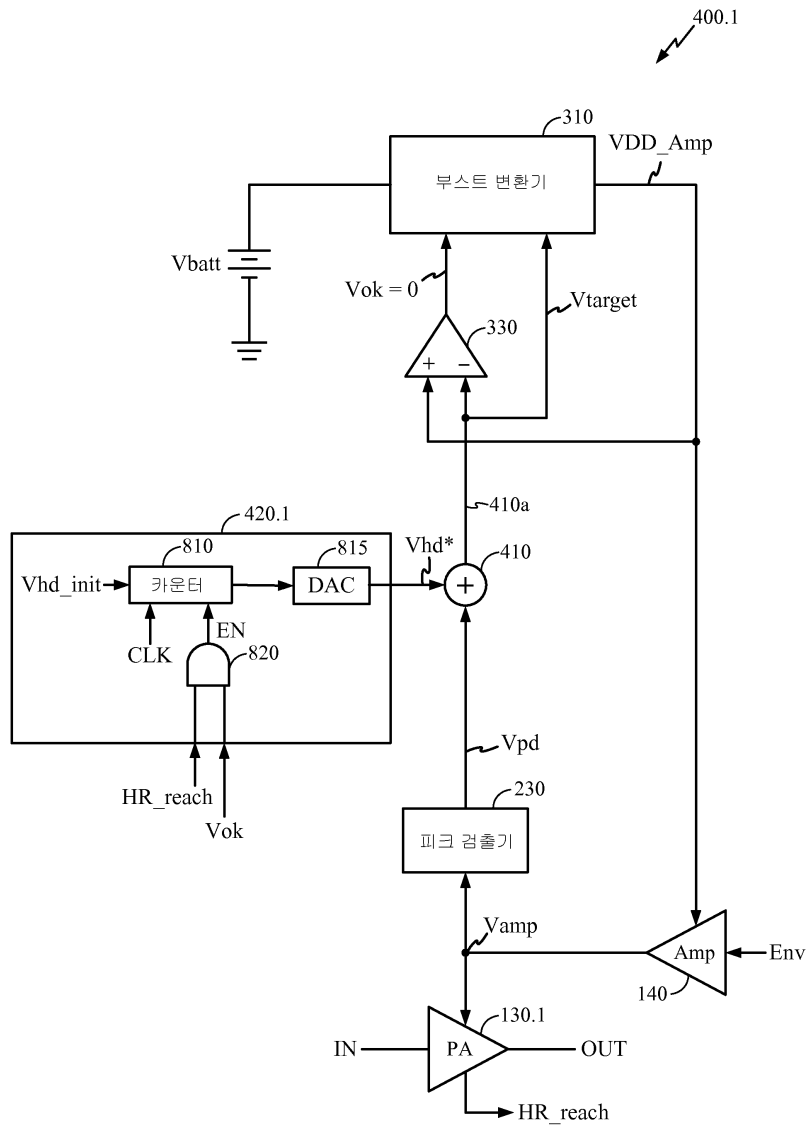 400.1
310
VDD_Amp
부스트 변환기
Vbatt
Vok = 0
Vtarget
330
+
−
410a
420.1
810
815
Vhd*
410
Vhd_init
카운터
DAC
+
EN
CLK
820
Vpd
HR_reach
230
Vok
피크 검출기
Vamp
Amp
Env
140
130.1
IN
PA
OUT
HR_reach